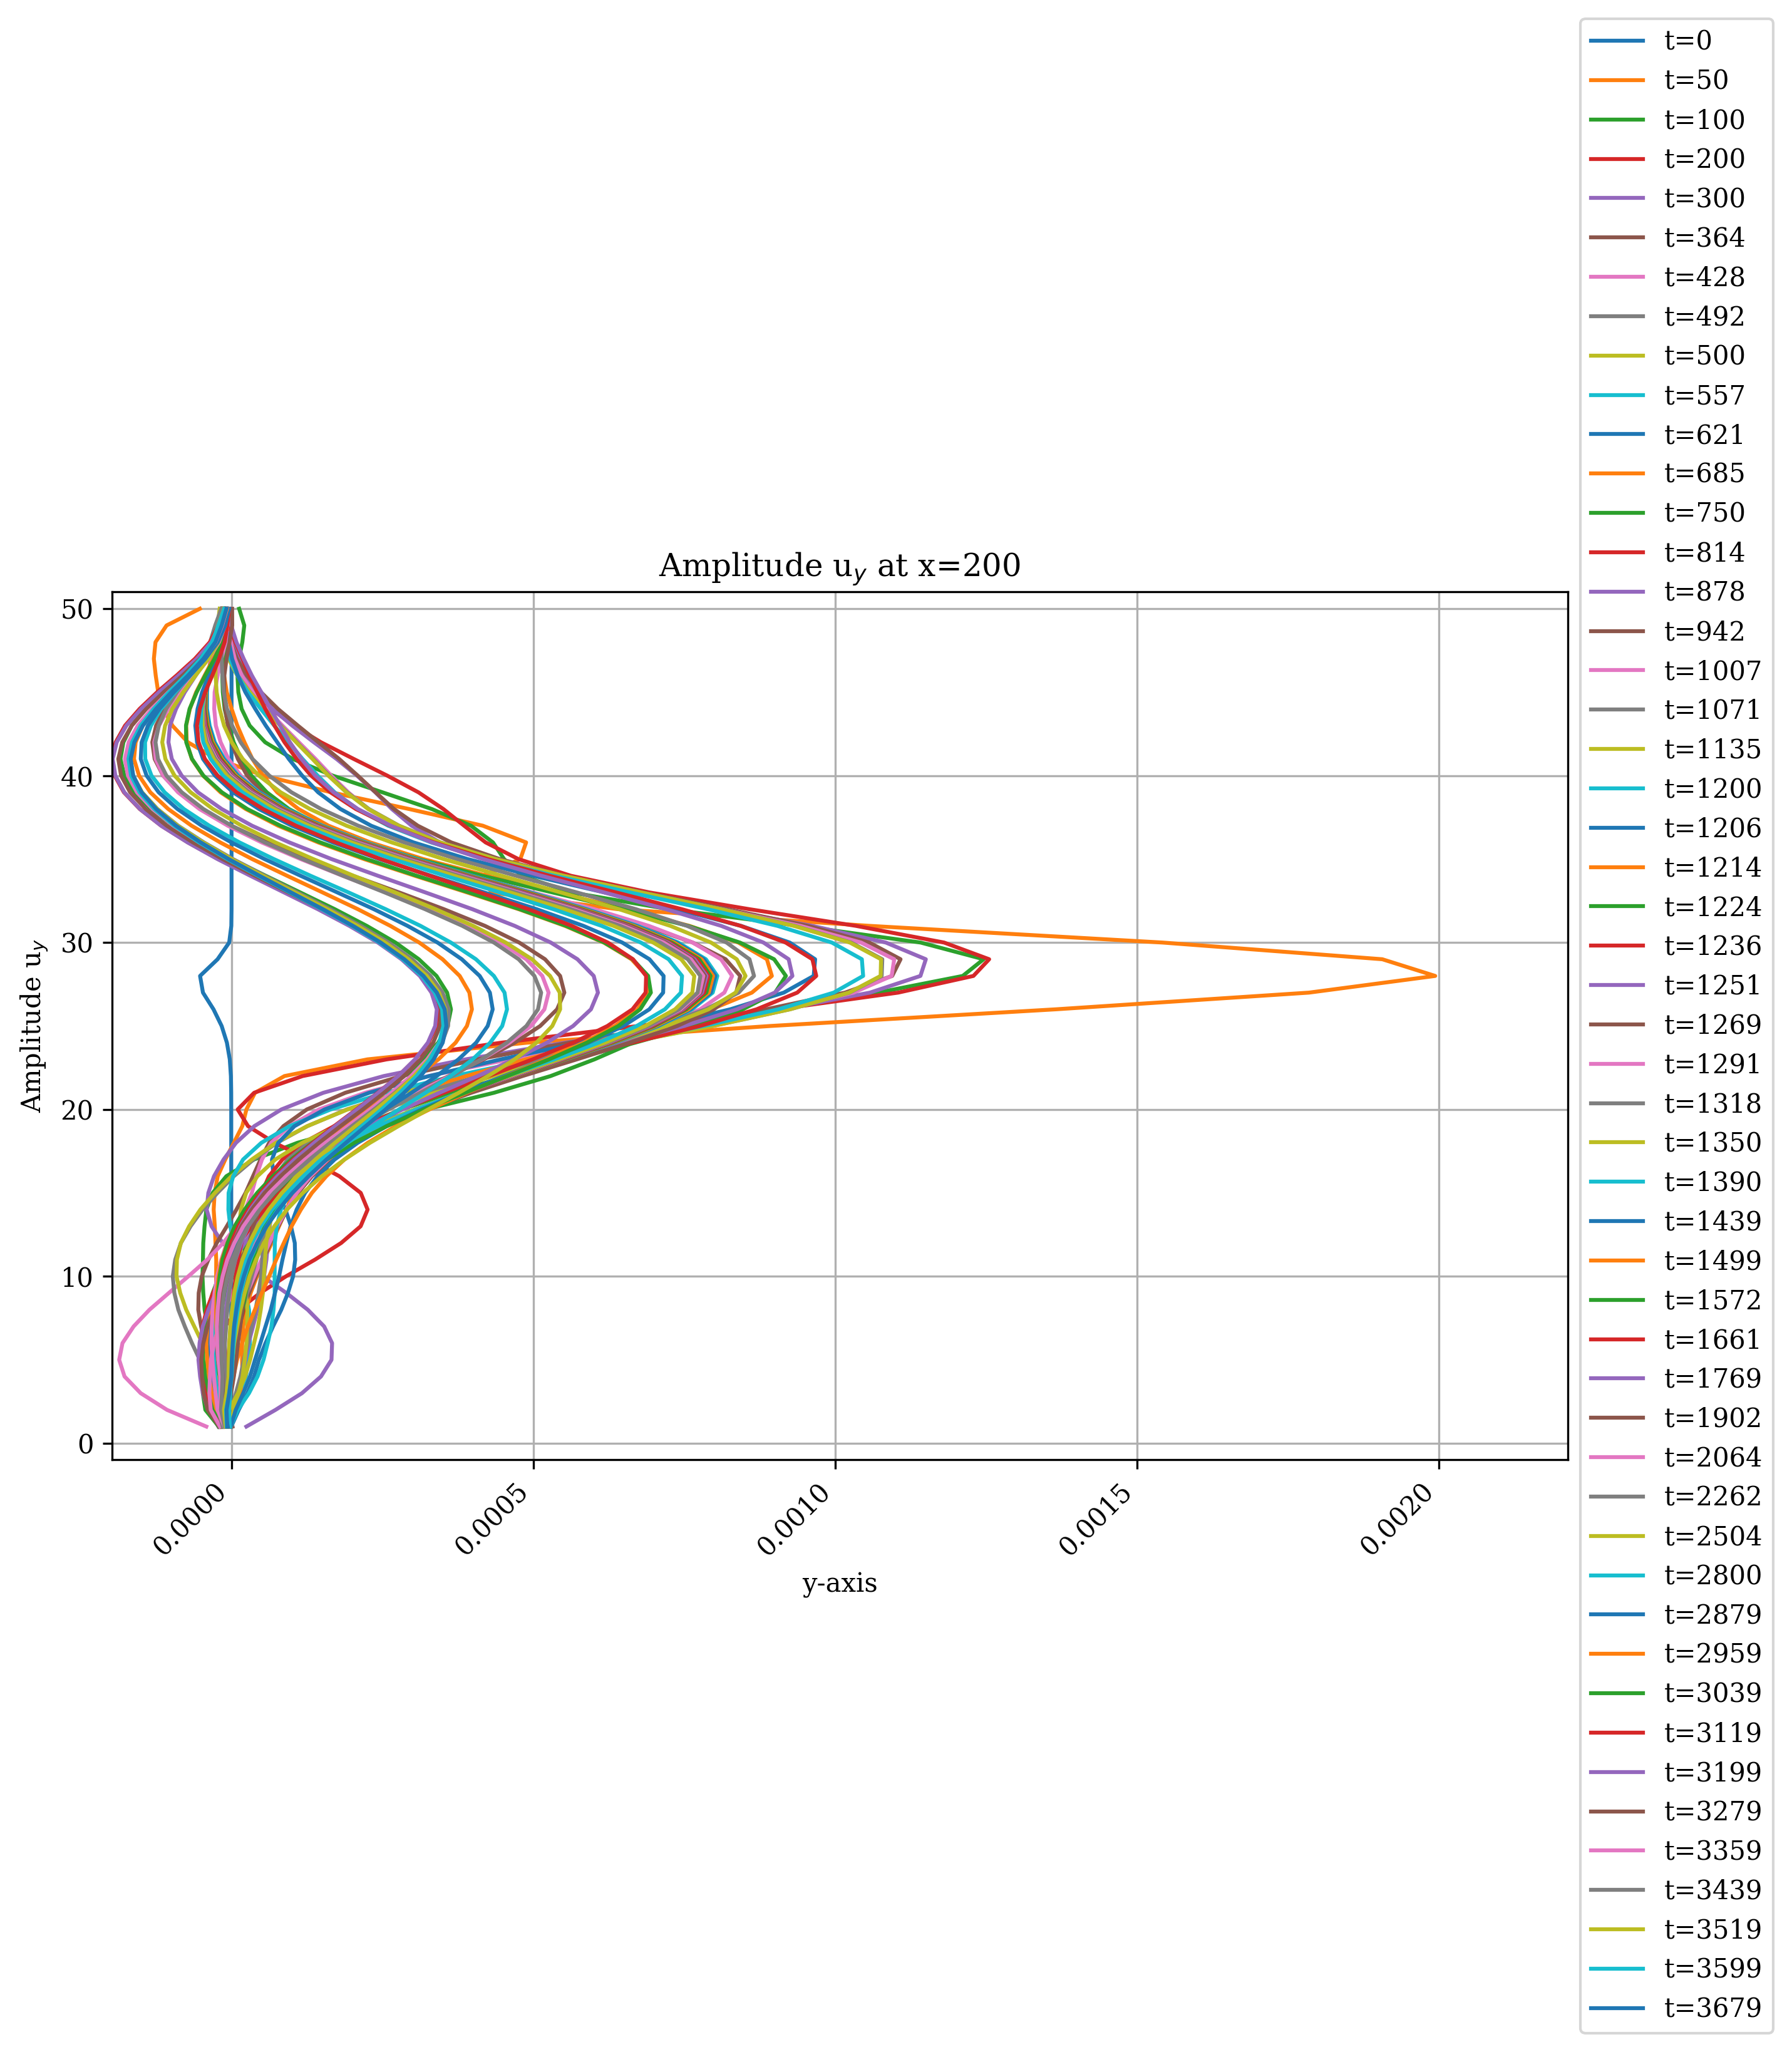 Amplitude u_y at x=200
Amplitude u_y
50
40
30
20
10
0
0.0000
0.0005
0.0010
0.0015
0.0020
y-axis
t=0
t=50
t=100
t=200
t=300
t=364
t=428
t=492
t=500
t=557
t=621
t=685
t=750
t=814
t=878
t=942
t=1007
t=1071
t=1135
t=1200
t=1206
t=1214
t=1224
t=1236
t=1251
t=1269
t=1291
t=1318
t=1350
t=1390
t=1439
t=1499
t=1572
t=1661
t=1769
t=1902
t=2064
t=2262
t=2504
t=2800
t=2879
t=2959
t=3039
t=3119
t=3199
t=3279
t=3359
t=3439
t=3519
t=3599
t=3679